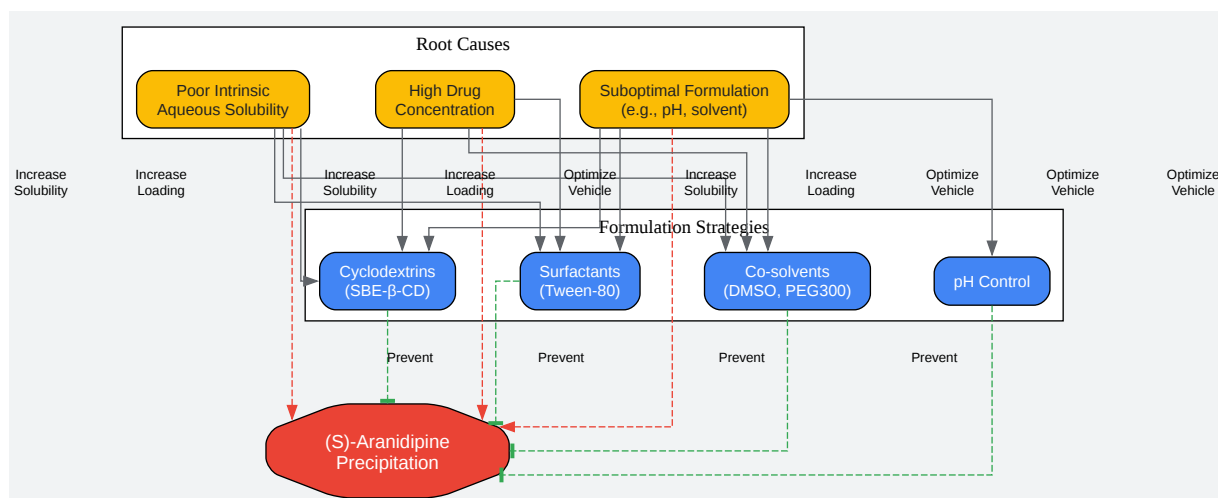 Root Causes
Poor Intrinsic
Aqueous Solubility
High Drug
Concentration
Suboptimal Formulation
(e.g., pH, solvent)
Increase
Solubility
Increase
Loading
Increase
Solubility
Increase
Loading
Optimize
Vehicle
Increase
Solubility
Increase
Loading
Optimize
Vehicle
Optimize
Vehicle
Optimize
Vehicle
Formulation Strategies
Cyclodextrins
(SBE-β-CD)
Surfactants
(Tween-80)
Co-solvents
(DMSO, PEG300)
pH Control
Prevent
Prevent
Prevent
Prevent
(S)-Aranidipine
Precipitation